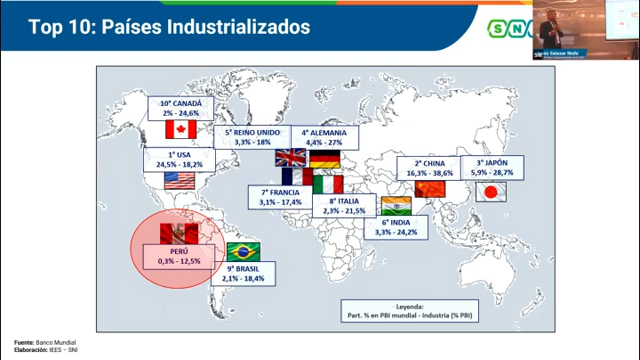 Top 10: Países Industrializados
SN
10° CANADÁ
2% - 24,6%
5° REINO UNIDO
3,3% - 18%
4° ALEMANIA
4,4% - 27%
1° USA
24,5% - 18,2%
2° CHINA
16,3% - 38,6%
3° JAPÓN
5,9% - 28,7%
7° FRANCIA
3,1% - 17,4%
8° ITALIA
2,3% - 21,5%
6° INDIA
3,3% - 24,2%
PERÚ
0,3% - 12,5%
9° BRASIL
2,1% - 18,4%
Leyenda:
Part. % en PBI mundial - Industria (% PBI)
Fuente: Banco Mundial
Elaboración: IEES – SNI